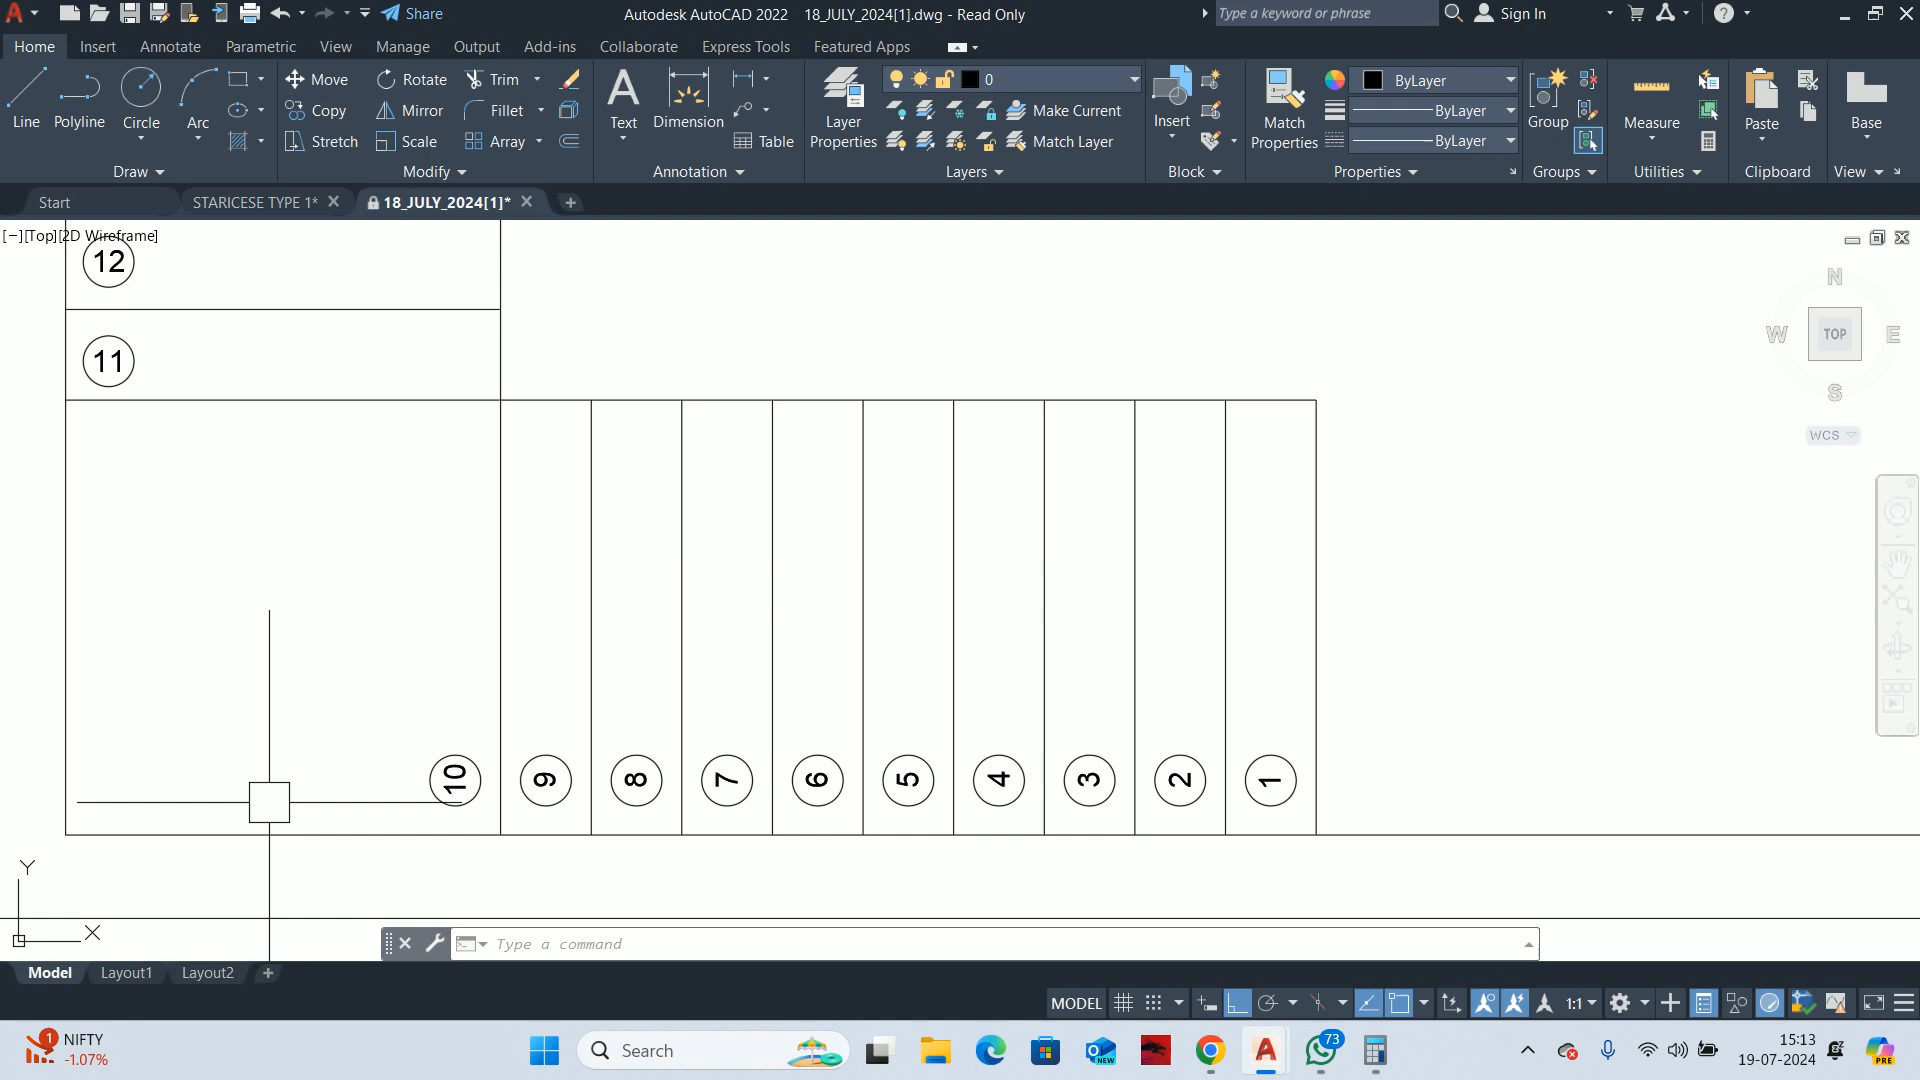 Share
Autodesk AutoCAD 2022 18_JULY_2024[1].dwg - Read Only
Type a keyword or phrase
Sign In
Home Insert Annotate Parametric View Manage Output Add-ins Collaborate Express Tools Featured Apps
Line Polyline Circle Arc
Move Rotate Trim
Copy Mirror Fillet
Stretch Scale Array
Text Dimension
Table
Layer Properties
0
Make Current
Match Layer
Insert
Match Properties
ByLayer
ByLayer
ByLayer
Group
Measure
Paste
Base
Draw Modify Annotation Layers Block Properties Groups Utilities Clipboard View
Start STARICESE TYPE 1* 18_JULY_2024[1]*
[−][Top][2D Wireframe]
12
11
10 9 8 7 6 5 4 3 2 1
N
W TOP E
S
WCS
Y
X
Type a command
Model Layout1 Layout2
MODEL 1:1
1
NIFTY
-1.07%
Search
NEW
73
15:13
19-07-2024
PRE